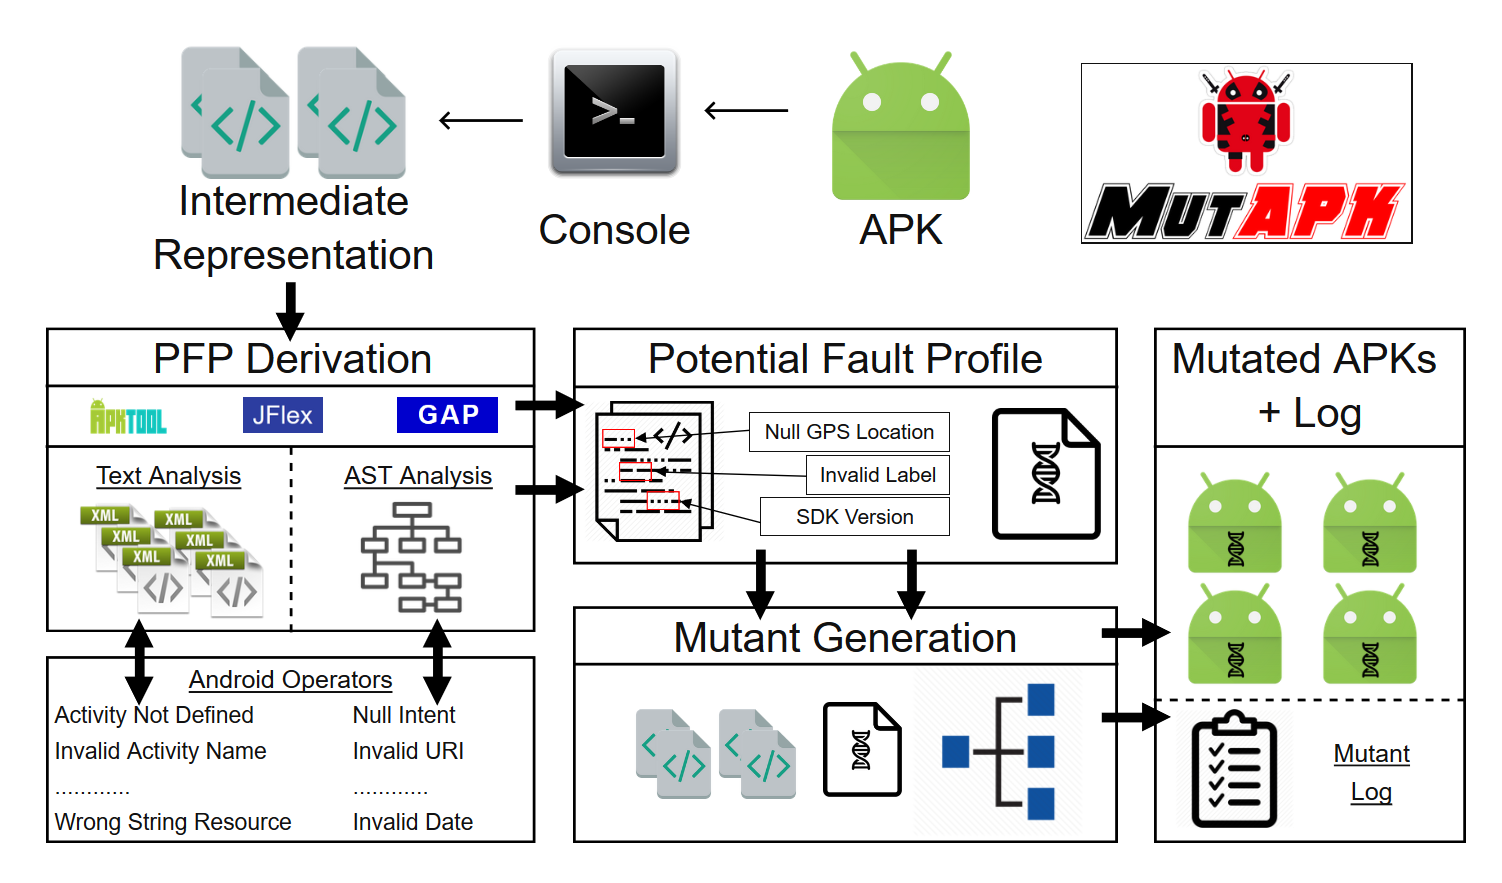 >_
</>
</>
Intermediate
Representation
Console
APK
MUTAPK
PFP Derivation
APKTOOL
JFlex
GAP
Text Analysis
AST Analysis
XML
XML
XML
XML
XML
XML
</>
</>
Android Operators
Activity Not Defined
Null Intent
Invalid Activity Name
Invalid URI
............
............
Wrong String Resource
Invalid Date
Potential Fault Profile
</>
Null GPS Location
Invalid Label
SDK Version
Mutant Generation
</>
</>
Mutated APKs
+ Log
Mutant
Log